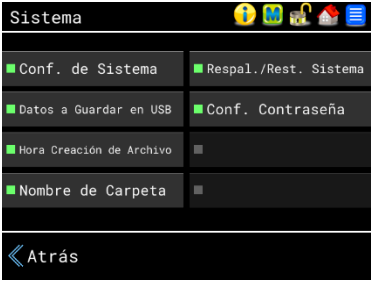 Sistema
Conf. de Sistema
Respal./Rest. Sistema
Datos a Guardar en USB
Conf. Contraseña
Hora Creación de Archivo
Nombre de Carpeta
Atrás